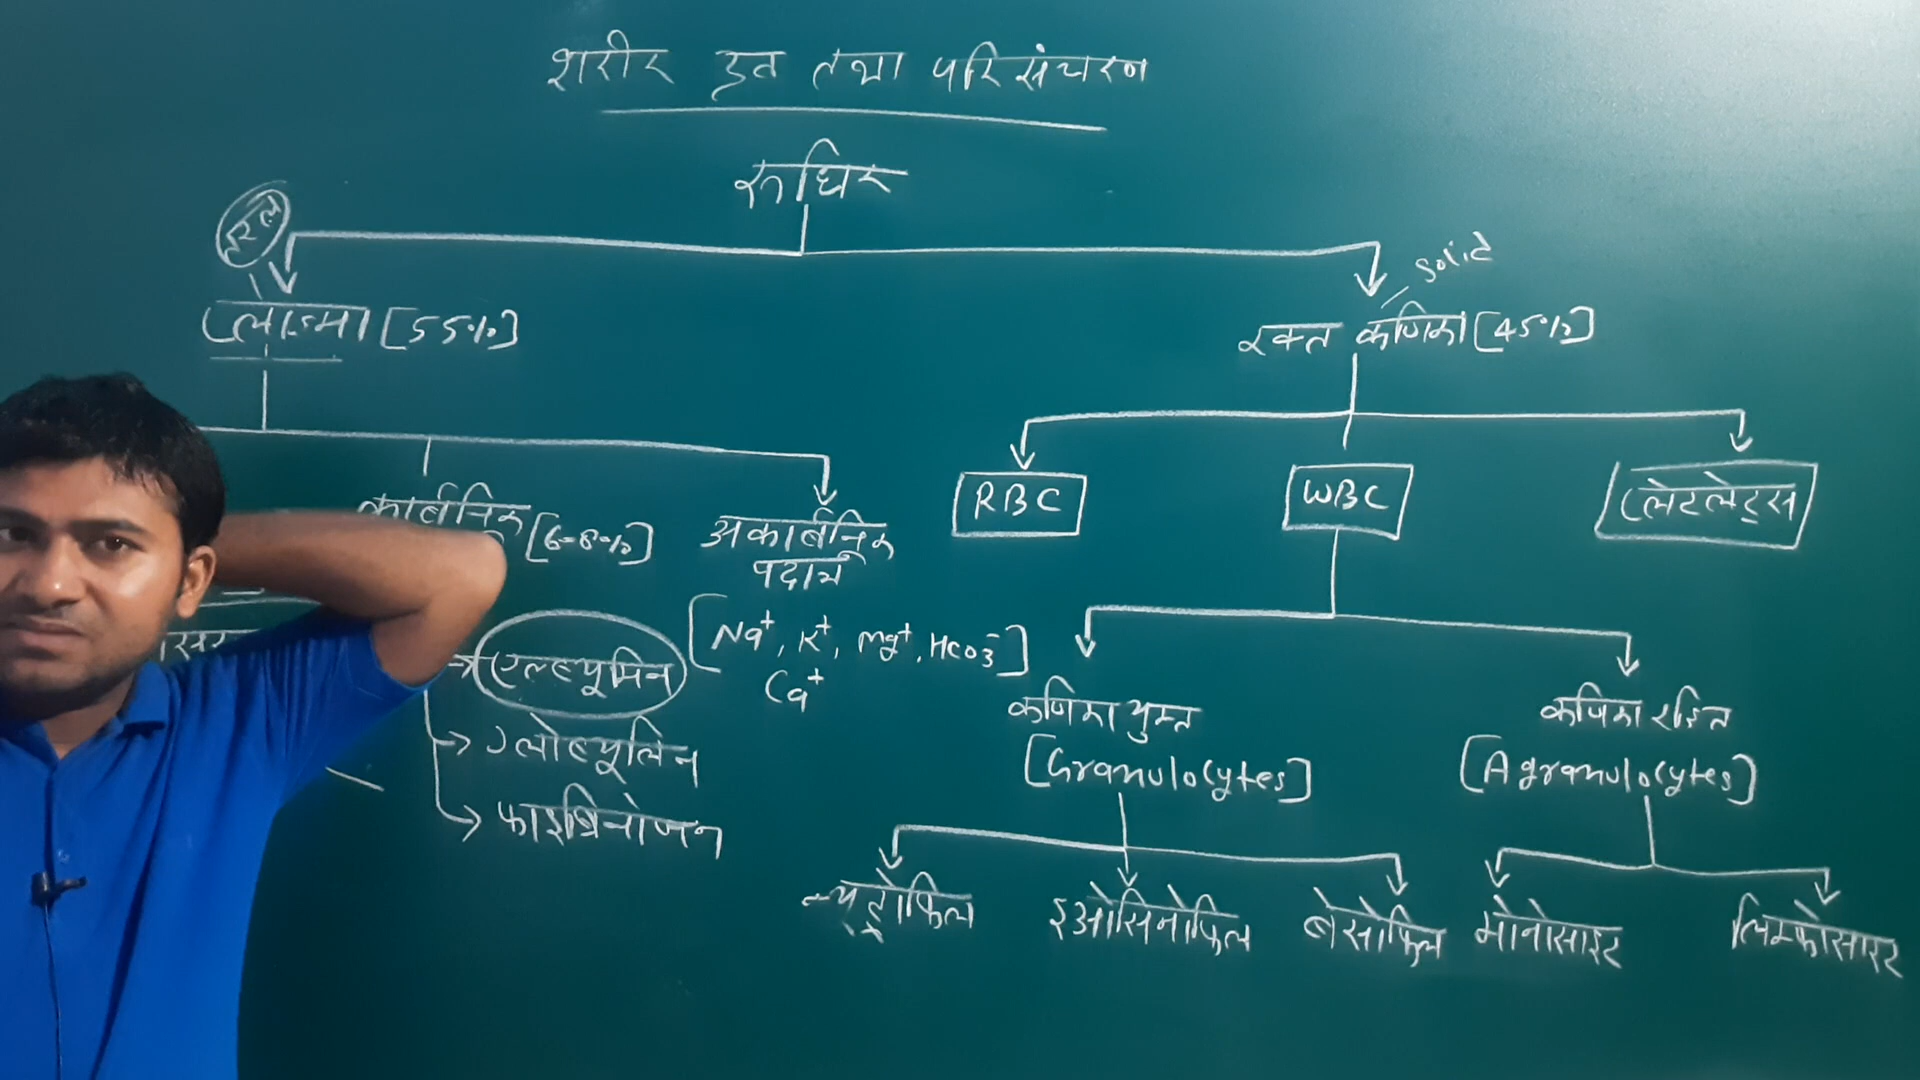 शरीर द्रव तथा परिसंचरण
रुधिर
प्लाज्मा [55%]
solid
रक्त कणिका [45%]
RBC
WBC
प्लेटलेट्स
कार्बनिक [6-8%]
अकार्बनिक
पदार्थ
[Na⁺, K⁺, Mg⁺, HCO₃⁻]
Ca⁺
→ एल्ब्यूमिन
→ ग्लोब्यूलिन
→ फाइब्रिनोजन
कणिका युक्त
[Granulocytes]
कणिका रहित
[Agranulocytes]
न्यूट्रोफिल
इओसिनोफिल
बेसोफिल
मोनोसाइट
लिम्फोसाइट